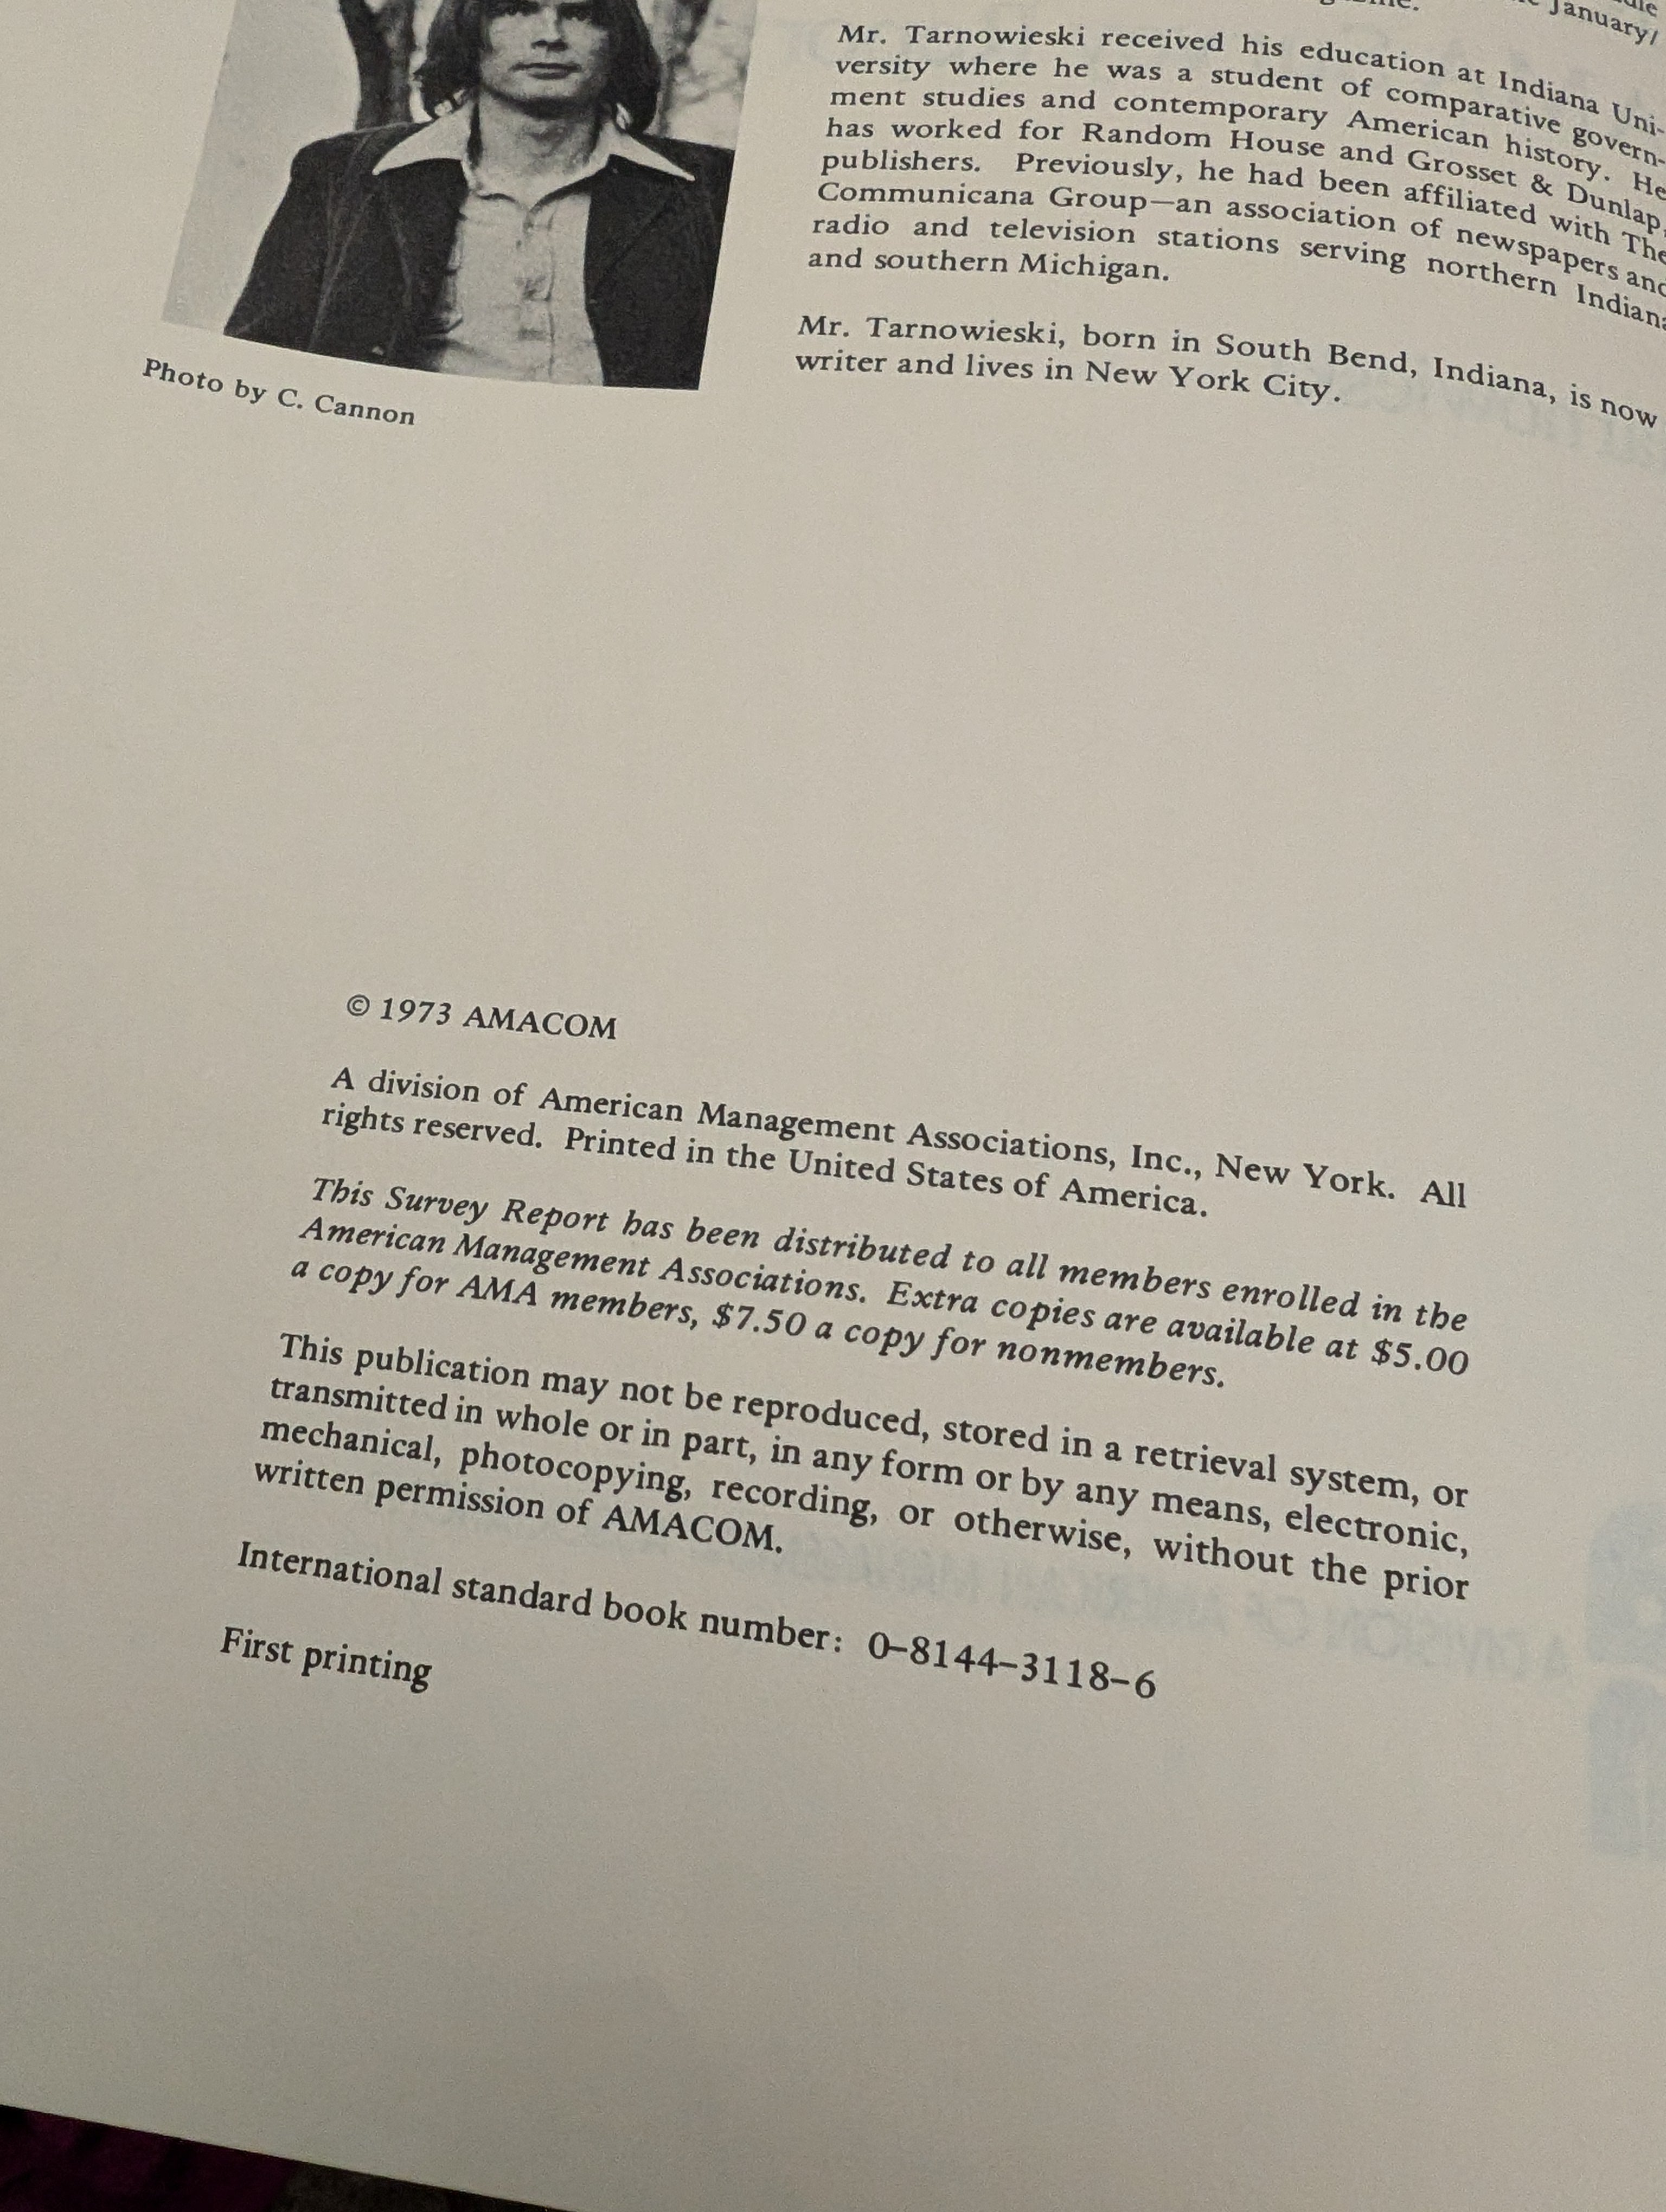 January/
Mr. Tarnowieski received his education at Indiana Uni-
versity where he was a student of comparative govern-
ment studies and contemporary American history. He
has worked for Random House and Grosset & Dunlap,
publishers. Previously, he had been affiliated with The
Communicana Group—an association of newspapers and
radio and television stations serving northern Indiana
and southern Michigan.
Mr. Tarnowieski, born in South Bend, Indiana, is now
writer and lives in New York City.
Photo by C. Cannon
© 1973 AMACOM
A division of American Management Associations, Inc., New York. All
rights reserved. Printed in the United States of America.
This Survey Report has been distributed to all members enrolled in the
American Management Associations. Extra copies are available at $5.00
a copy for AMA members, $7.50 a copy for nonmembers.
This publication may not be reproduced, stored in a retrieval system, or
transmitted in whole or in part, in any form or by any means, electronic,
mechanical, photocopying, recording, or otherwise, without the prior
written permission of AMACOM.
International standard book number: 0–8144–3118–6
First printing